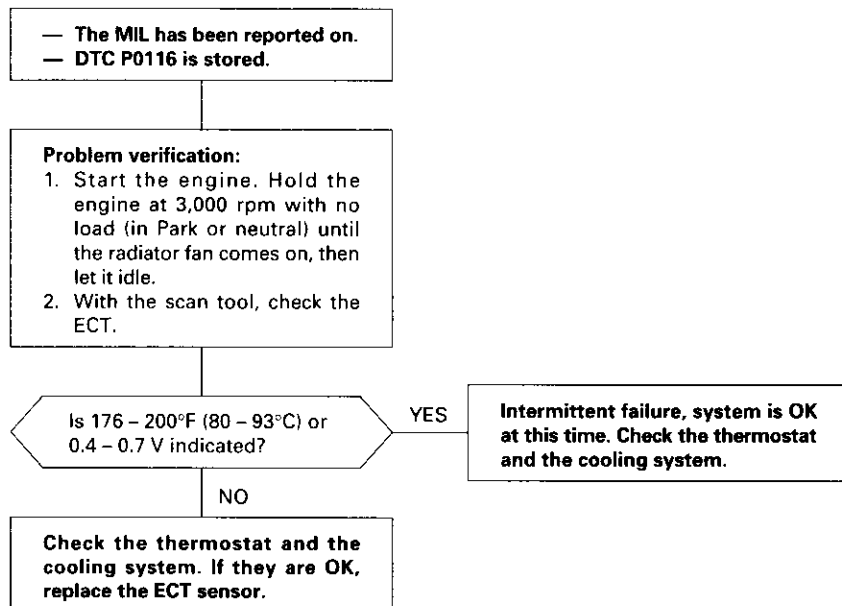 — The MIL has been reported on.
— DTC P0116 is stored.
Problem verification:
1. Start the engine. Hold the
engine at 3,000 rpm with no
load (in Park or neutral) until
the radiator fan comes on, then
let it idle.
2. With the scan tool, check the
ECT.
Is 176 – 200°F (80 – 93°C) or
0.4 – 0.7 V indicated?
YES
Intermittent failure, system is OK
at this time. Check the thermostat
and the cooling system.
NO
Check the thermostat and the
cooling system. If they are OK,
replace the ECT sensor.